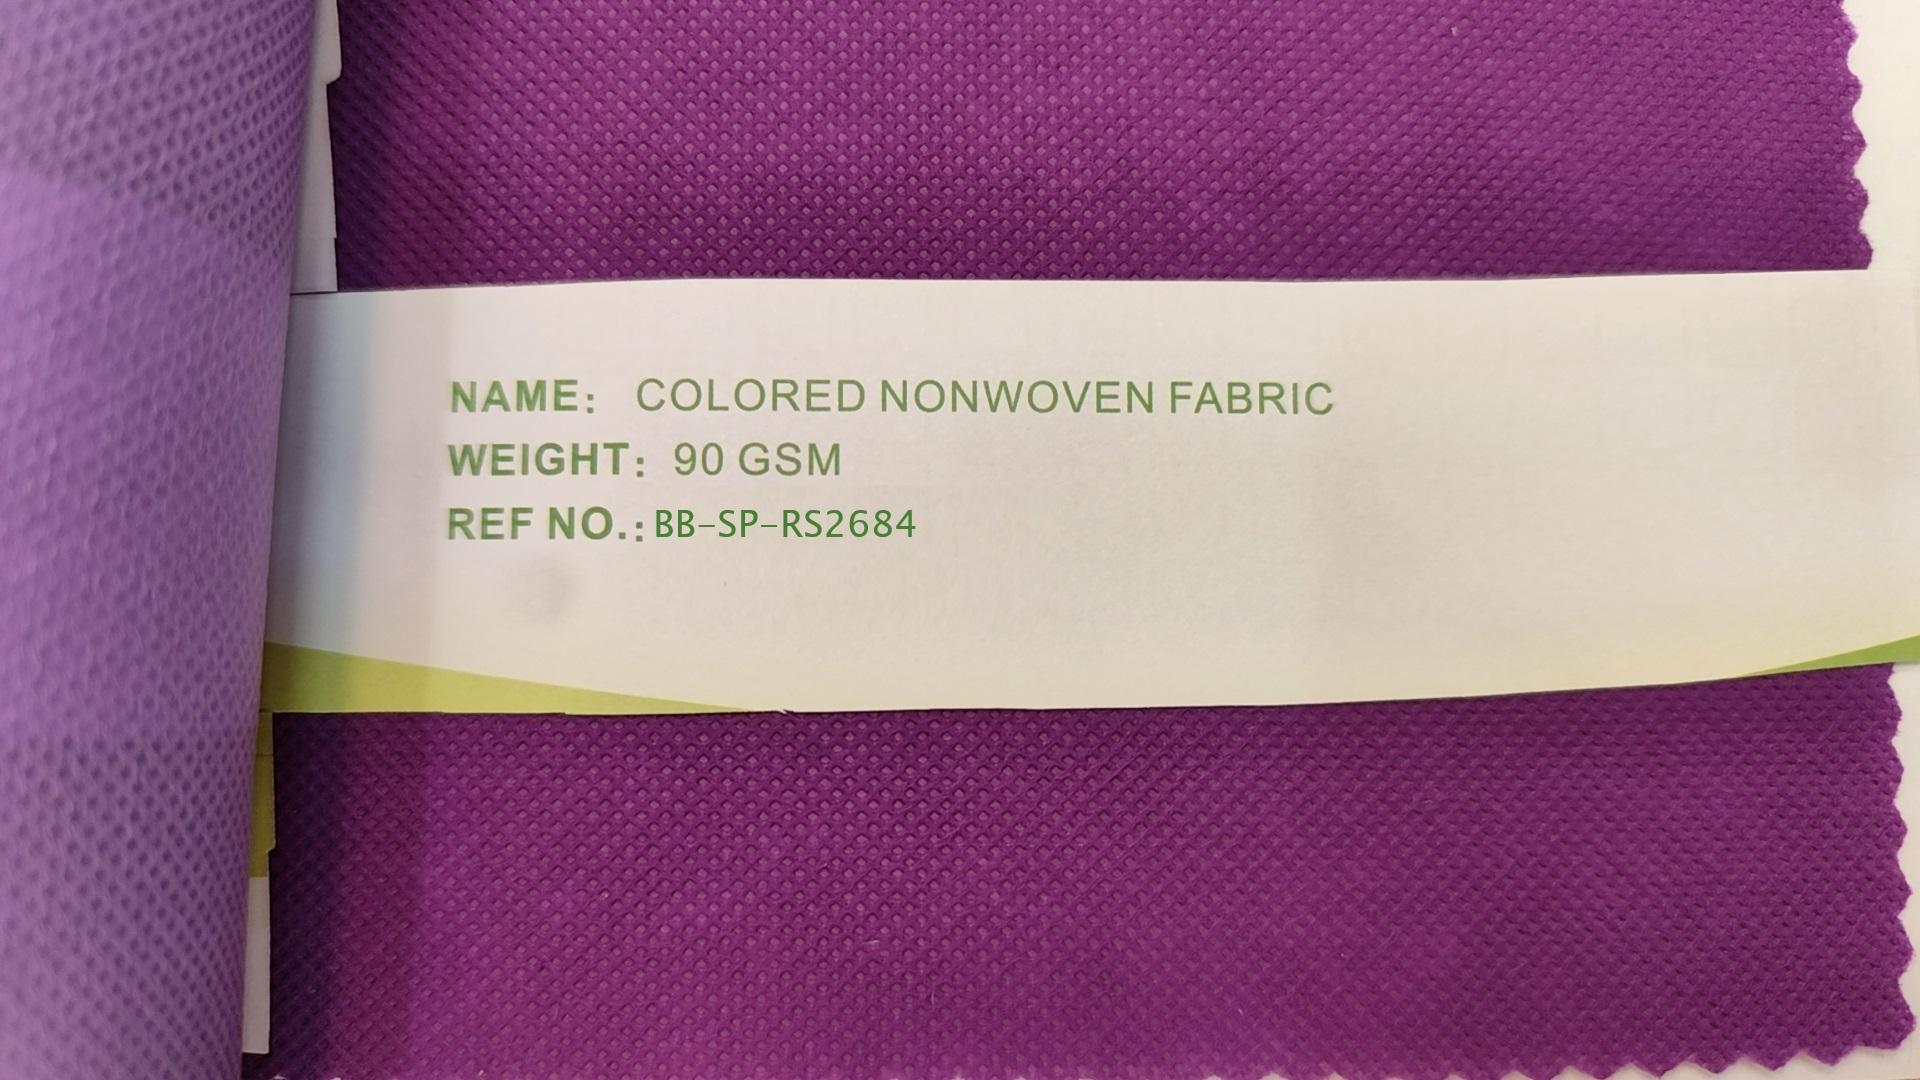 NAME： COLORED NONWOVEN FABRIC
WEIGHT： 90 GSM
REF NO.：BB-SP-RS2684